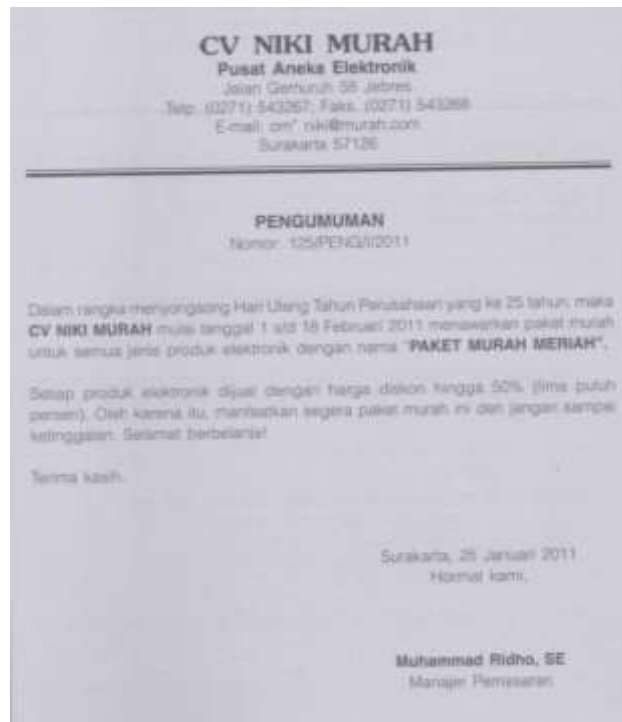 CV NIKI MURAH
Pusat Aneka Elektronik
Jalan Gemuruh 58 Jebres
Telp. (0271) 543267, Faks. (0271) 543268
E-mail: niki@murah.com
Surakarta 57126
PENGUMUMAN
Nomor: 125/PENG/I/2011
Dalam rangka menyongsong Hari Ulang Tahun Perusahaan yang ke 25 tahun, maka
CV NIKI MURAH mulai tanggal 1 s/d 18 Februari 2011 menawarkan paket murah
untuk semua jenis produk elektronik dengan nama "PAKET MURAH MERIAH".
Setiap produk elektronik dijual dengan harga diskon hingga 50% (lima puluh
persen). Oleh karena itu, manfaatkan segera paket murah ini dan jangan sampai
ketinggalan. Selamat berbelanja!
Terima kasih.
Surakarta, 25 Januari 2011
Hormat kami,
Muhammad Ridho, SE
Manajer Pemasaran